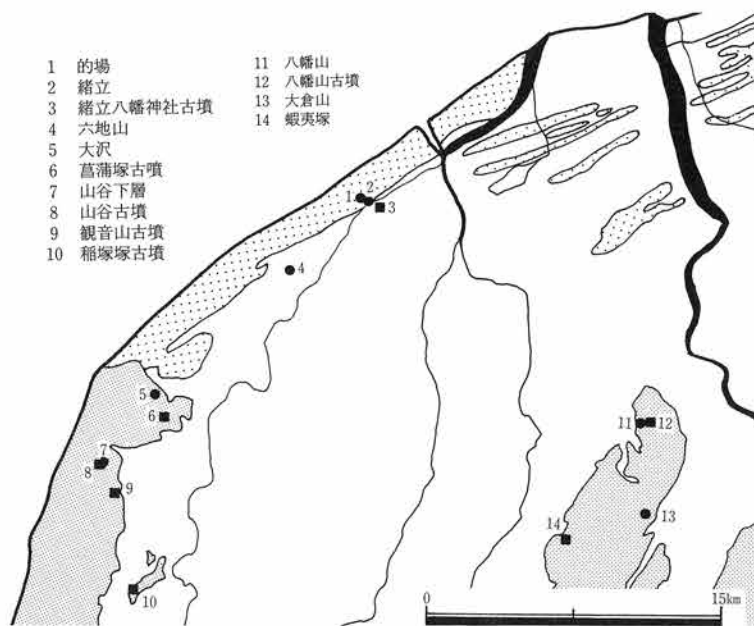 1 的場
2 緒立
3 緒立八幡神社古墳
4 六地山
5 大沢
6 菖蒲塚古噴
7 山谷下層
8 山谷古墳
9 観音山古墳
10 稲塚塚古墳
11 八幡山
12 八幡山古墳
13 大倉山
14 蝦夷塚
1
2
3
4
5
6
7
8
9
10
11
12
13
14
0
15km